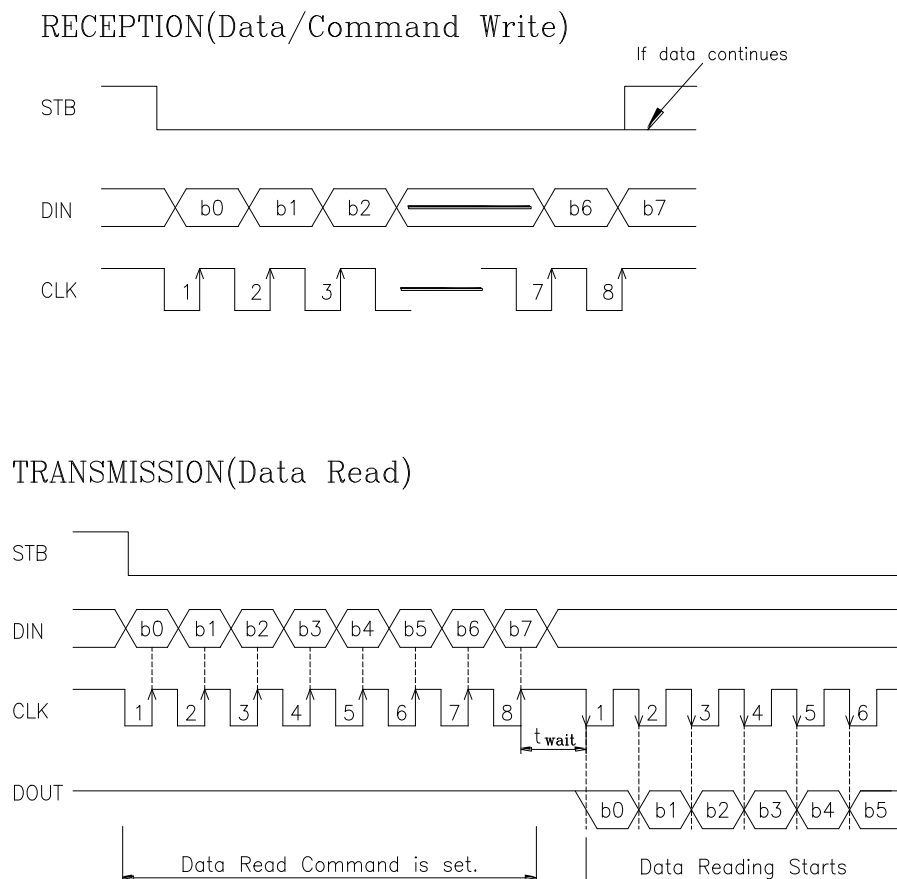 RECEPTION(Data/Command Write)
If data continues
STB
DIN b0 b1 b2 b6 b7
CLK 1 2 3 7 8
TRANSMISSION(Data Read)
STB
DIN b0 b1 b2 b3 b4 b5 b6 b7
CLK 1 2 3 4 5 6 7 8 1 2 3 4 5 6
twait
DOUT b0 b1 b2 b3 b4 b5
Data Read Command is set. Data Reading Starts